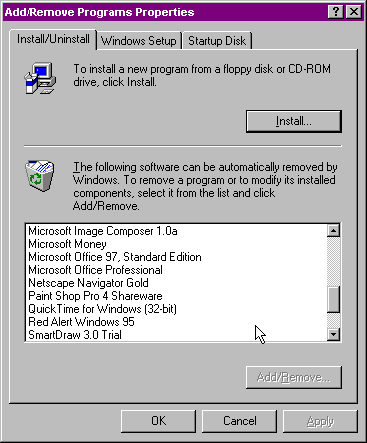 Add/Remove Programs Properties
Install/Uninstall
Windows Setup
Startup Disk
To install a new program from a floppy disk or CD-ROM
drive, click Install.
Install...
The following software can be automatically removed by
Windows. To remove a program or to modify its installed
components, select it from the list and click
Add/Remove.
Microsoft Image Composer 1.0a
Microsoft Money
Microsoft Office 97, Standard Edition
Microsoft Office Professional
Netscape Navigator Gold
Paint Shop Pro 4 Shareware
QuickTime for Windows (32-bit)
Red Alert Windows 95
SmartDraw 3.0 Trial
Add/Remove...
OK
Cancel
Apply